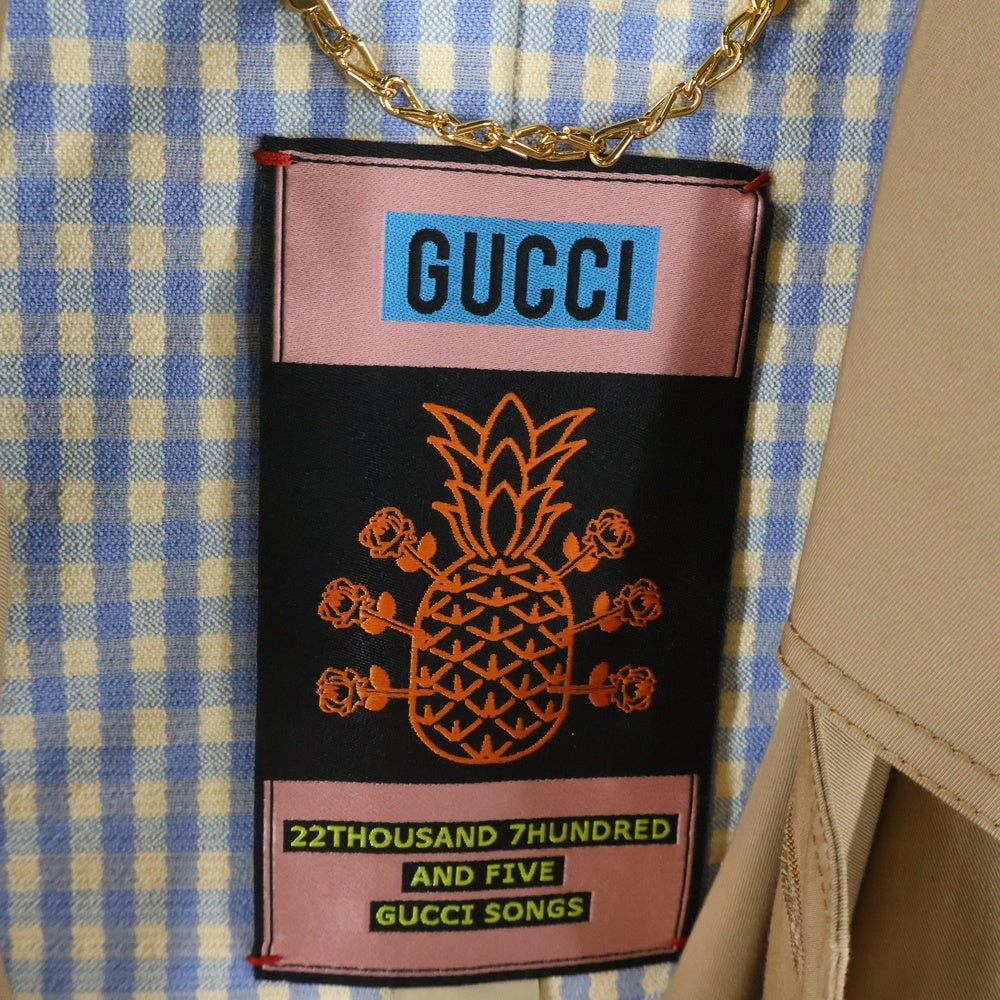 GUCCI
22THOUSAND 7HUNDRED
AND FIVE
GUCCI SONGS